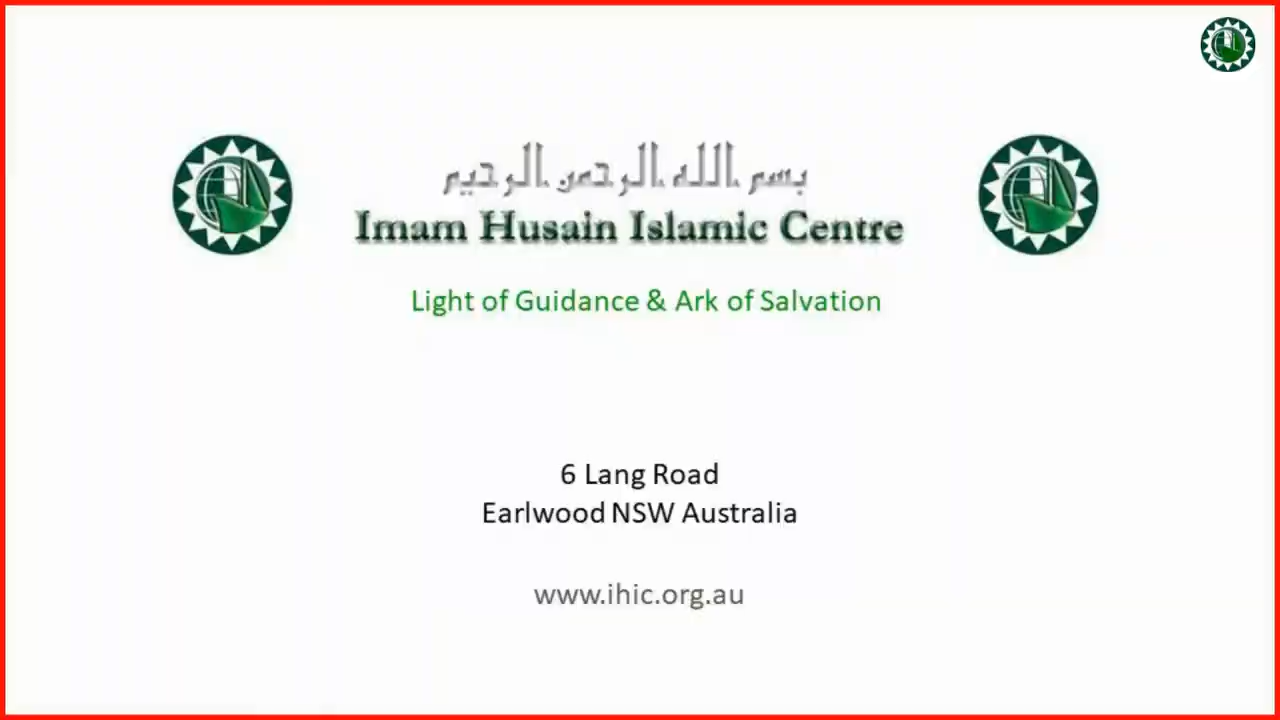 بسم الله الرحمن الرحيم
Imam Husain Islamic Centre
Light of Guidance & Ark of Salvation
6 Lang Road
Earlwood NSW Australia
www.ihic.org.au